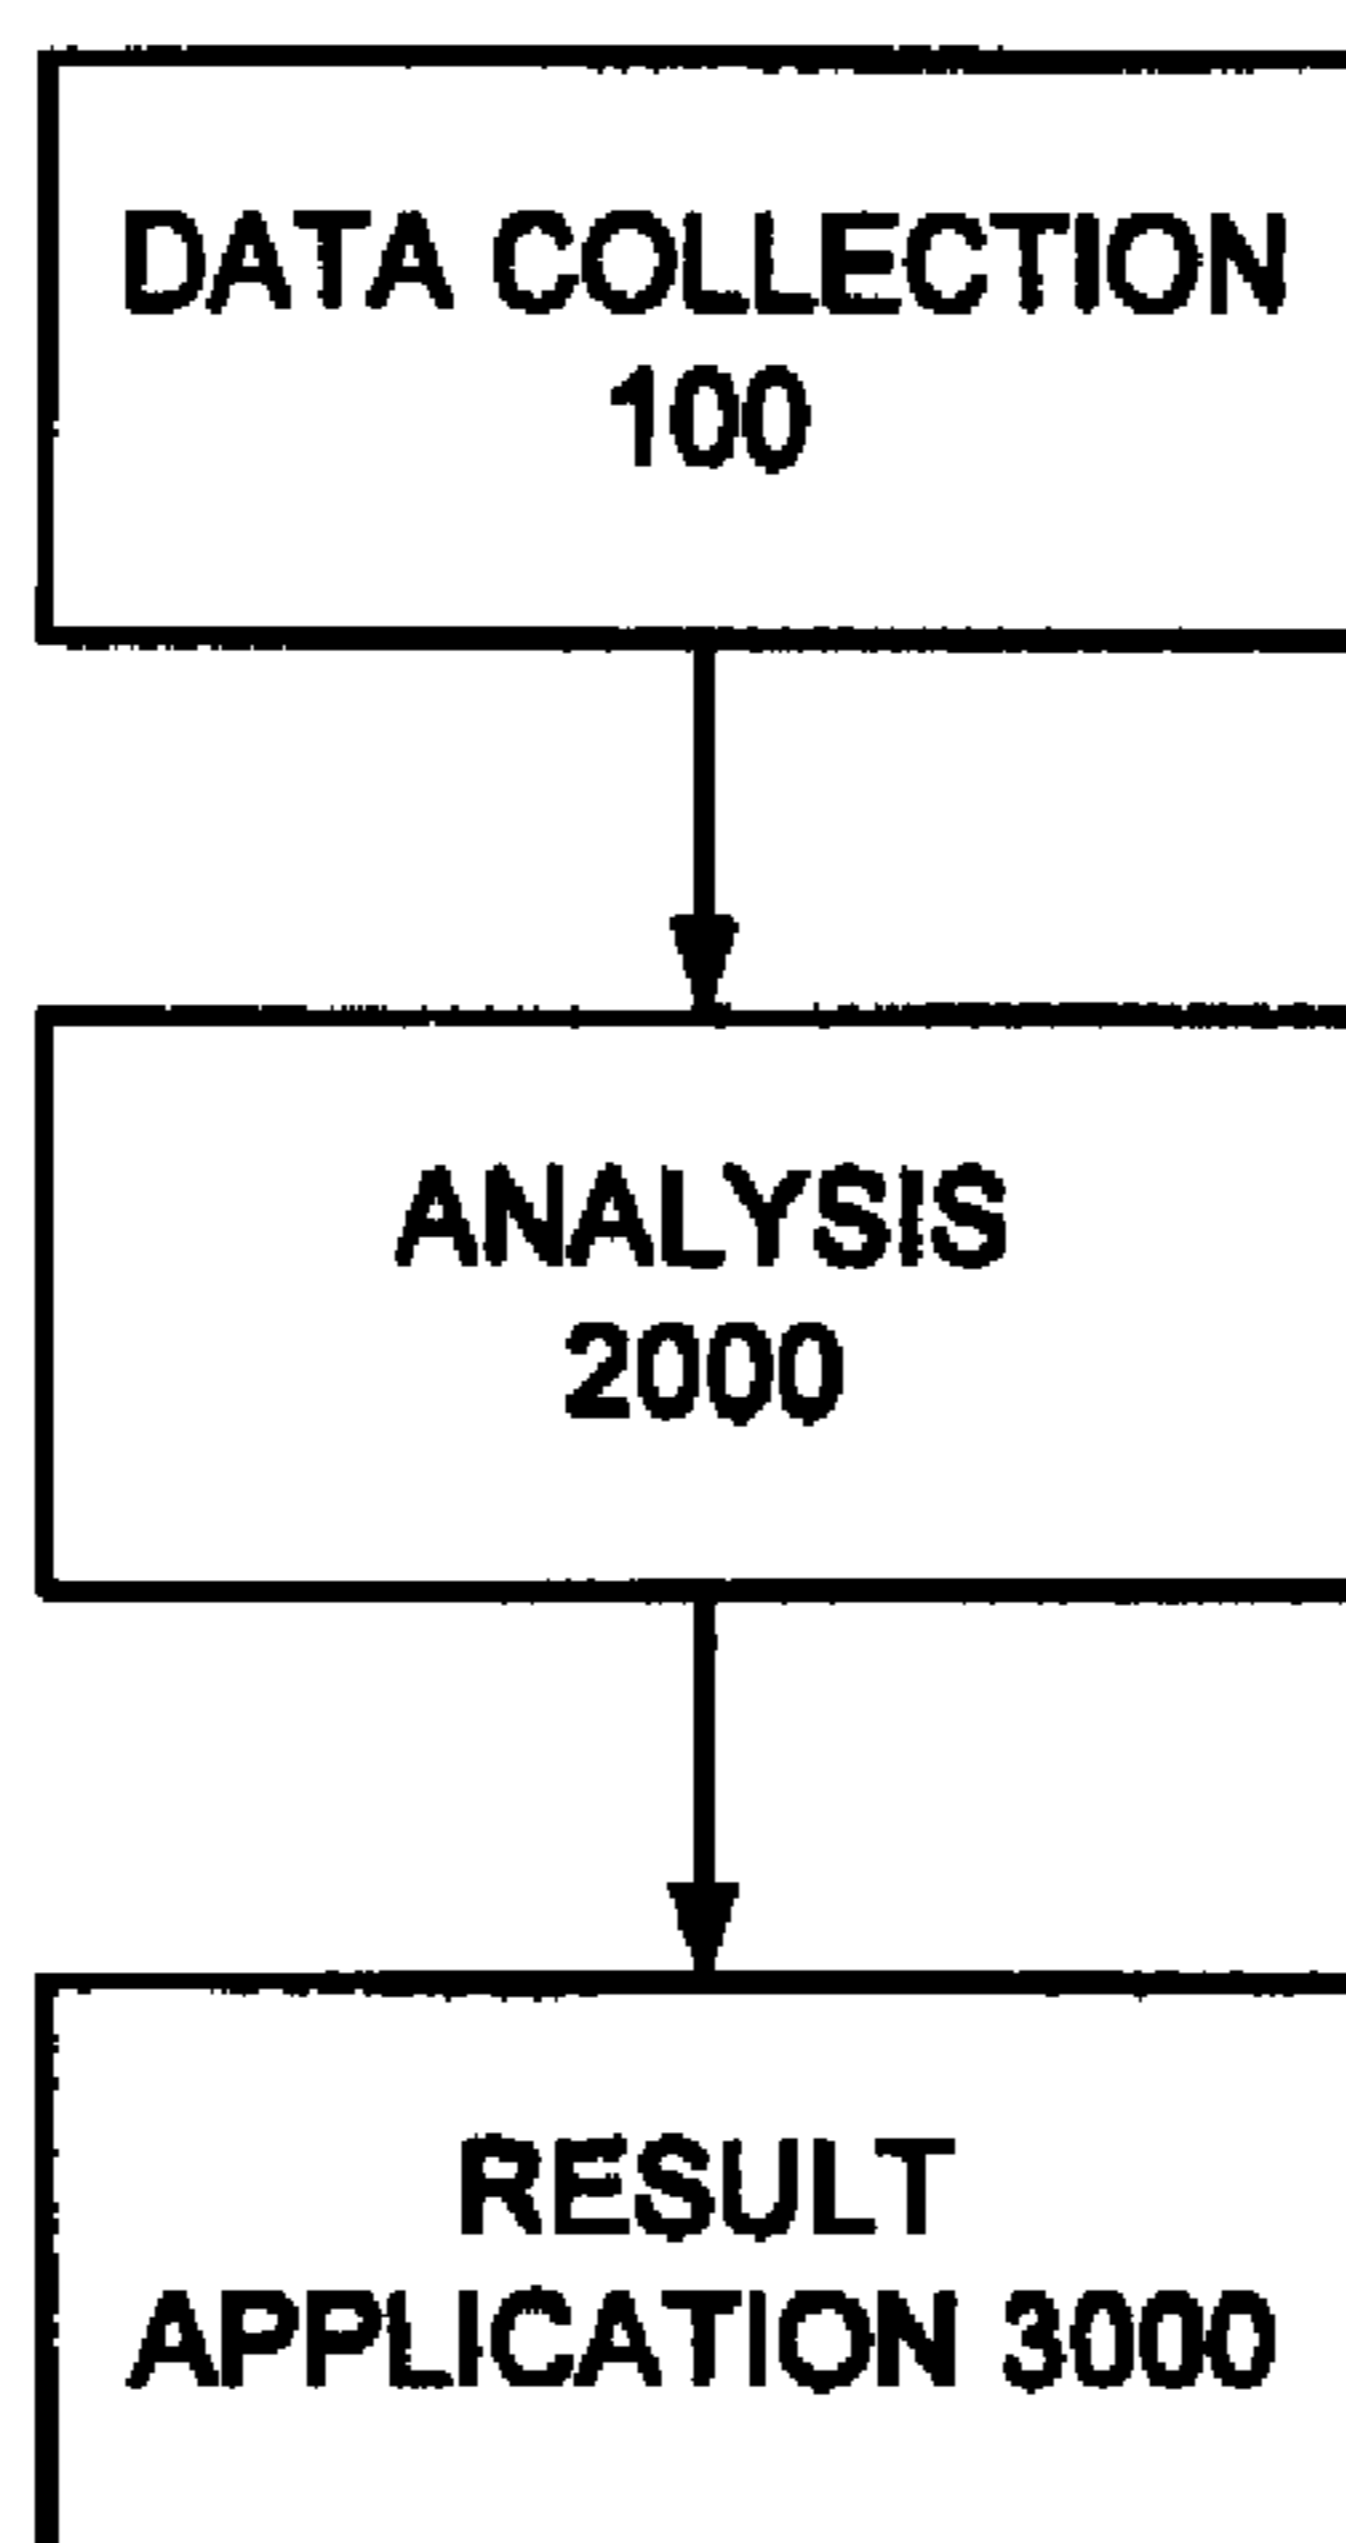 DATA COLLECTION
100
ANALYSIS
2000
RESULT
APPLICATION 3000